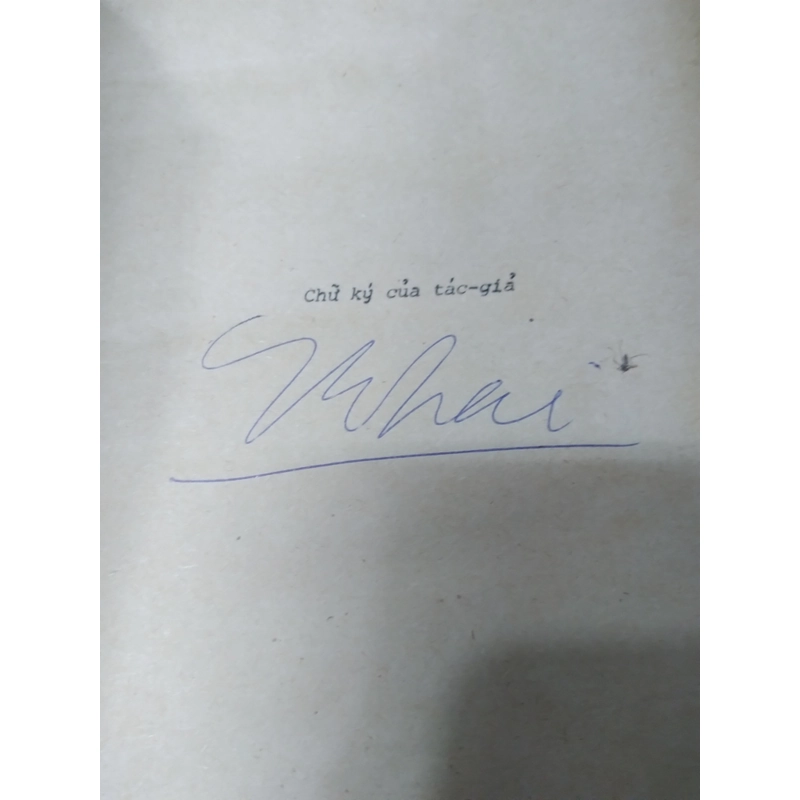 Chữ ký của tác-giả